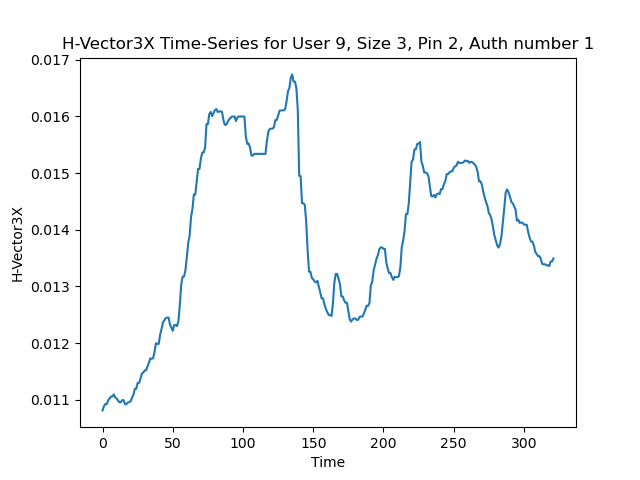 H-Vector3X Time-Series for User 9, Size 3, Pin 2, Auth number 1
0.017
0.016
0.015
0.014
0.013
0.012
0.011
H-Vector3X
0 50 100 150 200 250 300
Time